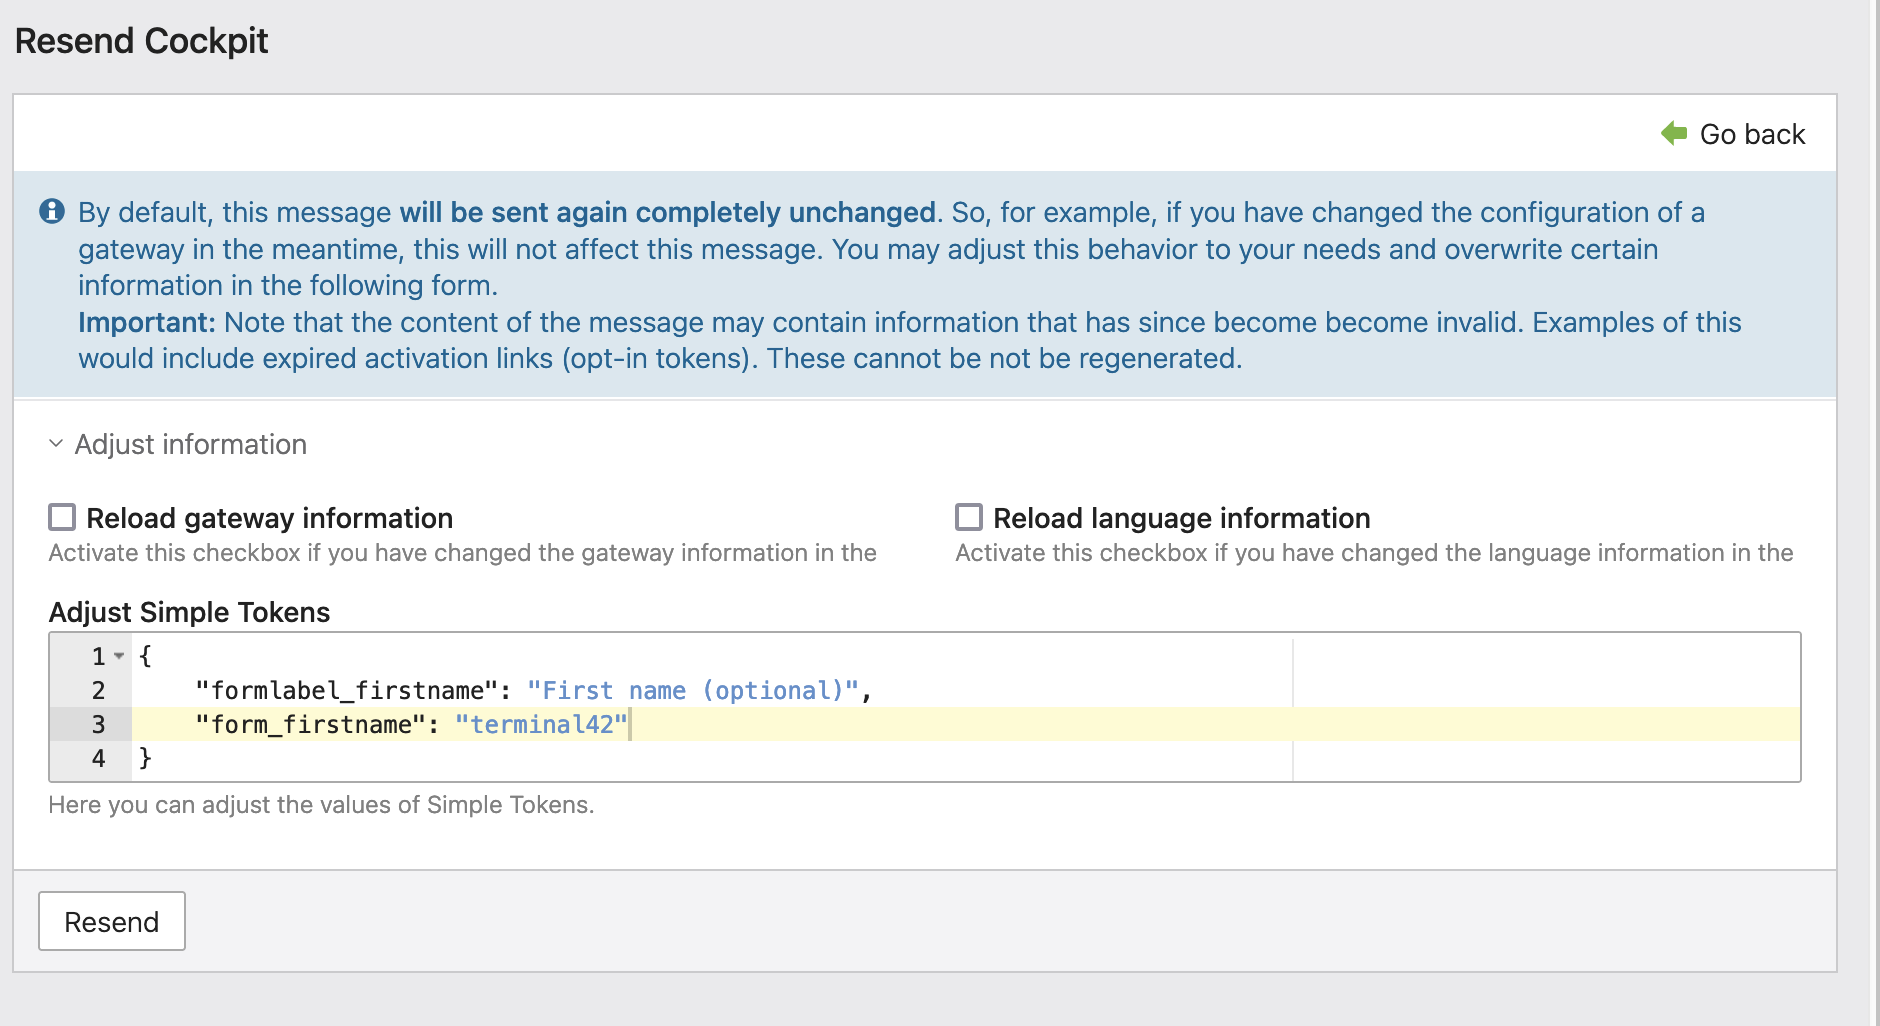 Resend Cockpit
Go back
By default, this message will be sent again completely unchanged. So, for example, if you have changed the configuration of a
gateway in the meantime, this will not affect this message. You may adjust this behavior to your needs and overwrite certain
information in the following form.
Important: Note that the content of the message may contain information that has since become become invalid. Examples of this
would include expired activation links (opt-in tokens). These cannot be not be regenerated.
Adjust information
Reload gateway information
Activate this checkbox if you have changed the gateway information in the
Reload language information
Activate this checkbox if you have changed the language information in the
Adjust Simple Tokens
1 {
2 "formlabel_firstname": "First name (optional)",
3 "form_firstname": "terminal42"
4 }
Here you can adjust the values of Simple Tokens.
Resend